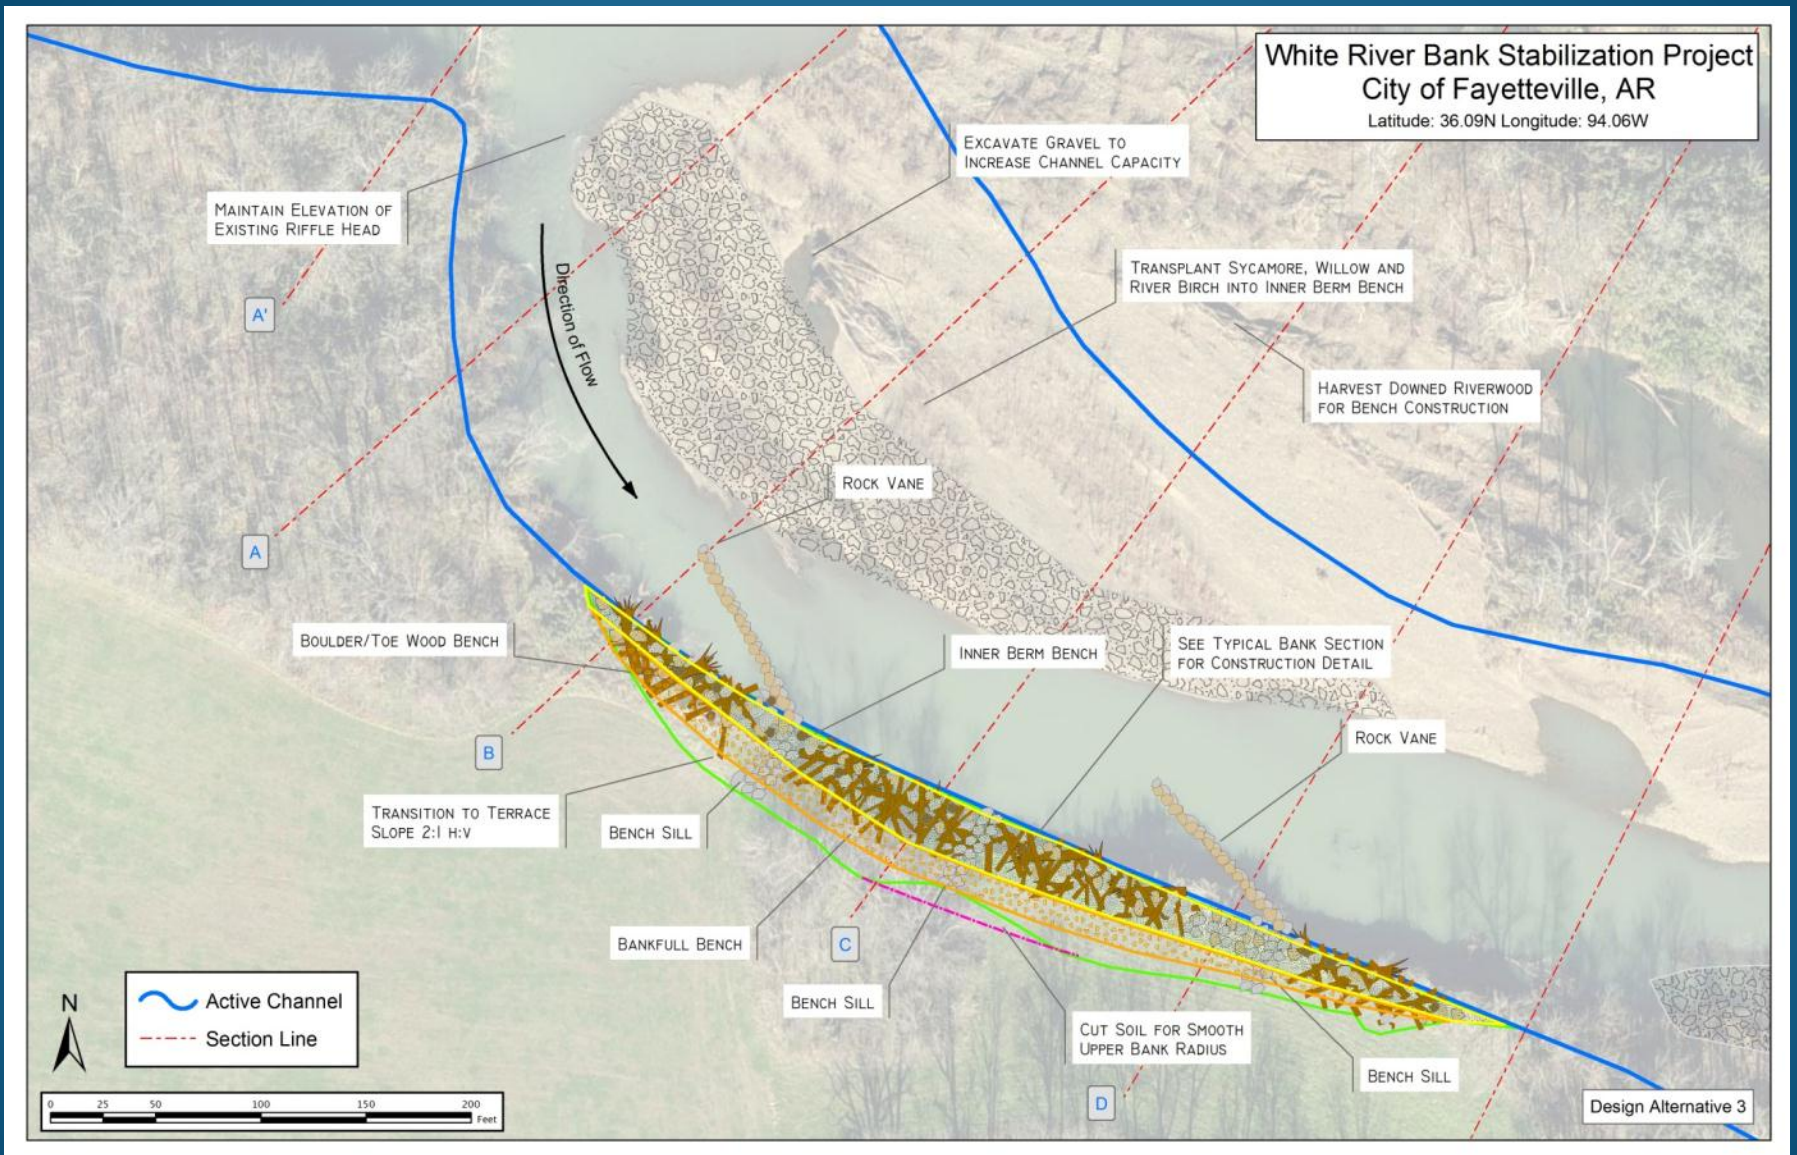 White River Bank Stabilization Project
City of Fayetteville, AR
Latitude: 36.09N Longitude: 94.06W
EXCAVATE GRAVEL TO
INCREASE CHANNEL CAPACITY
MAINTAIN ELEVATION OF
EXISTING RIFFLE HEAD
A'
Direction of Flow
TRANSPLANT SYCAMORE, WILLOW AND
RIVER BIRCH INTO INNER BERM BENCH
HARVEST DOWNED RIVERWOOD
FOR BENCH CONSTRUCTION
ROCK VANE
A
BOULDER/TOE WOOD BENCH
INNER BERM BENCH
SEE TYPICAL BANK SECTION
FOR CONSTRUCTION DETAIL
B
ROCK VANE
TRANSITION TO TERRACE
SLOPE 2:1 H:V
BENCH SILL
BANKFULL BENCH
C
BENCH SILL
CUT SOIL FOR SMOOTH
UPPER BANK RADIUS
BENCH SILL
D
N
Active Channel
Section Line
0 25 50 100 150 200
Feet
Design Alternative 3